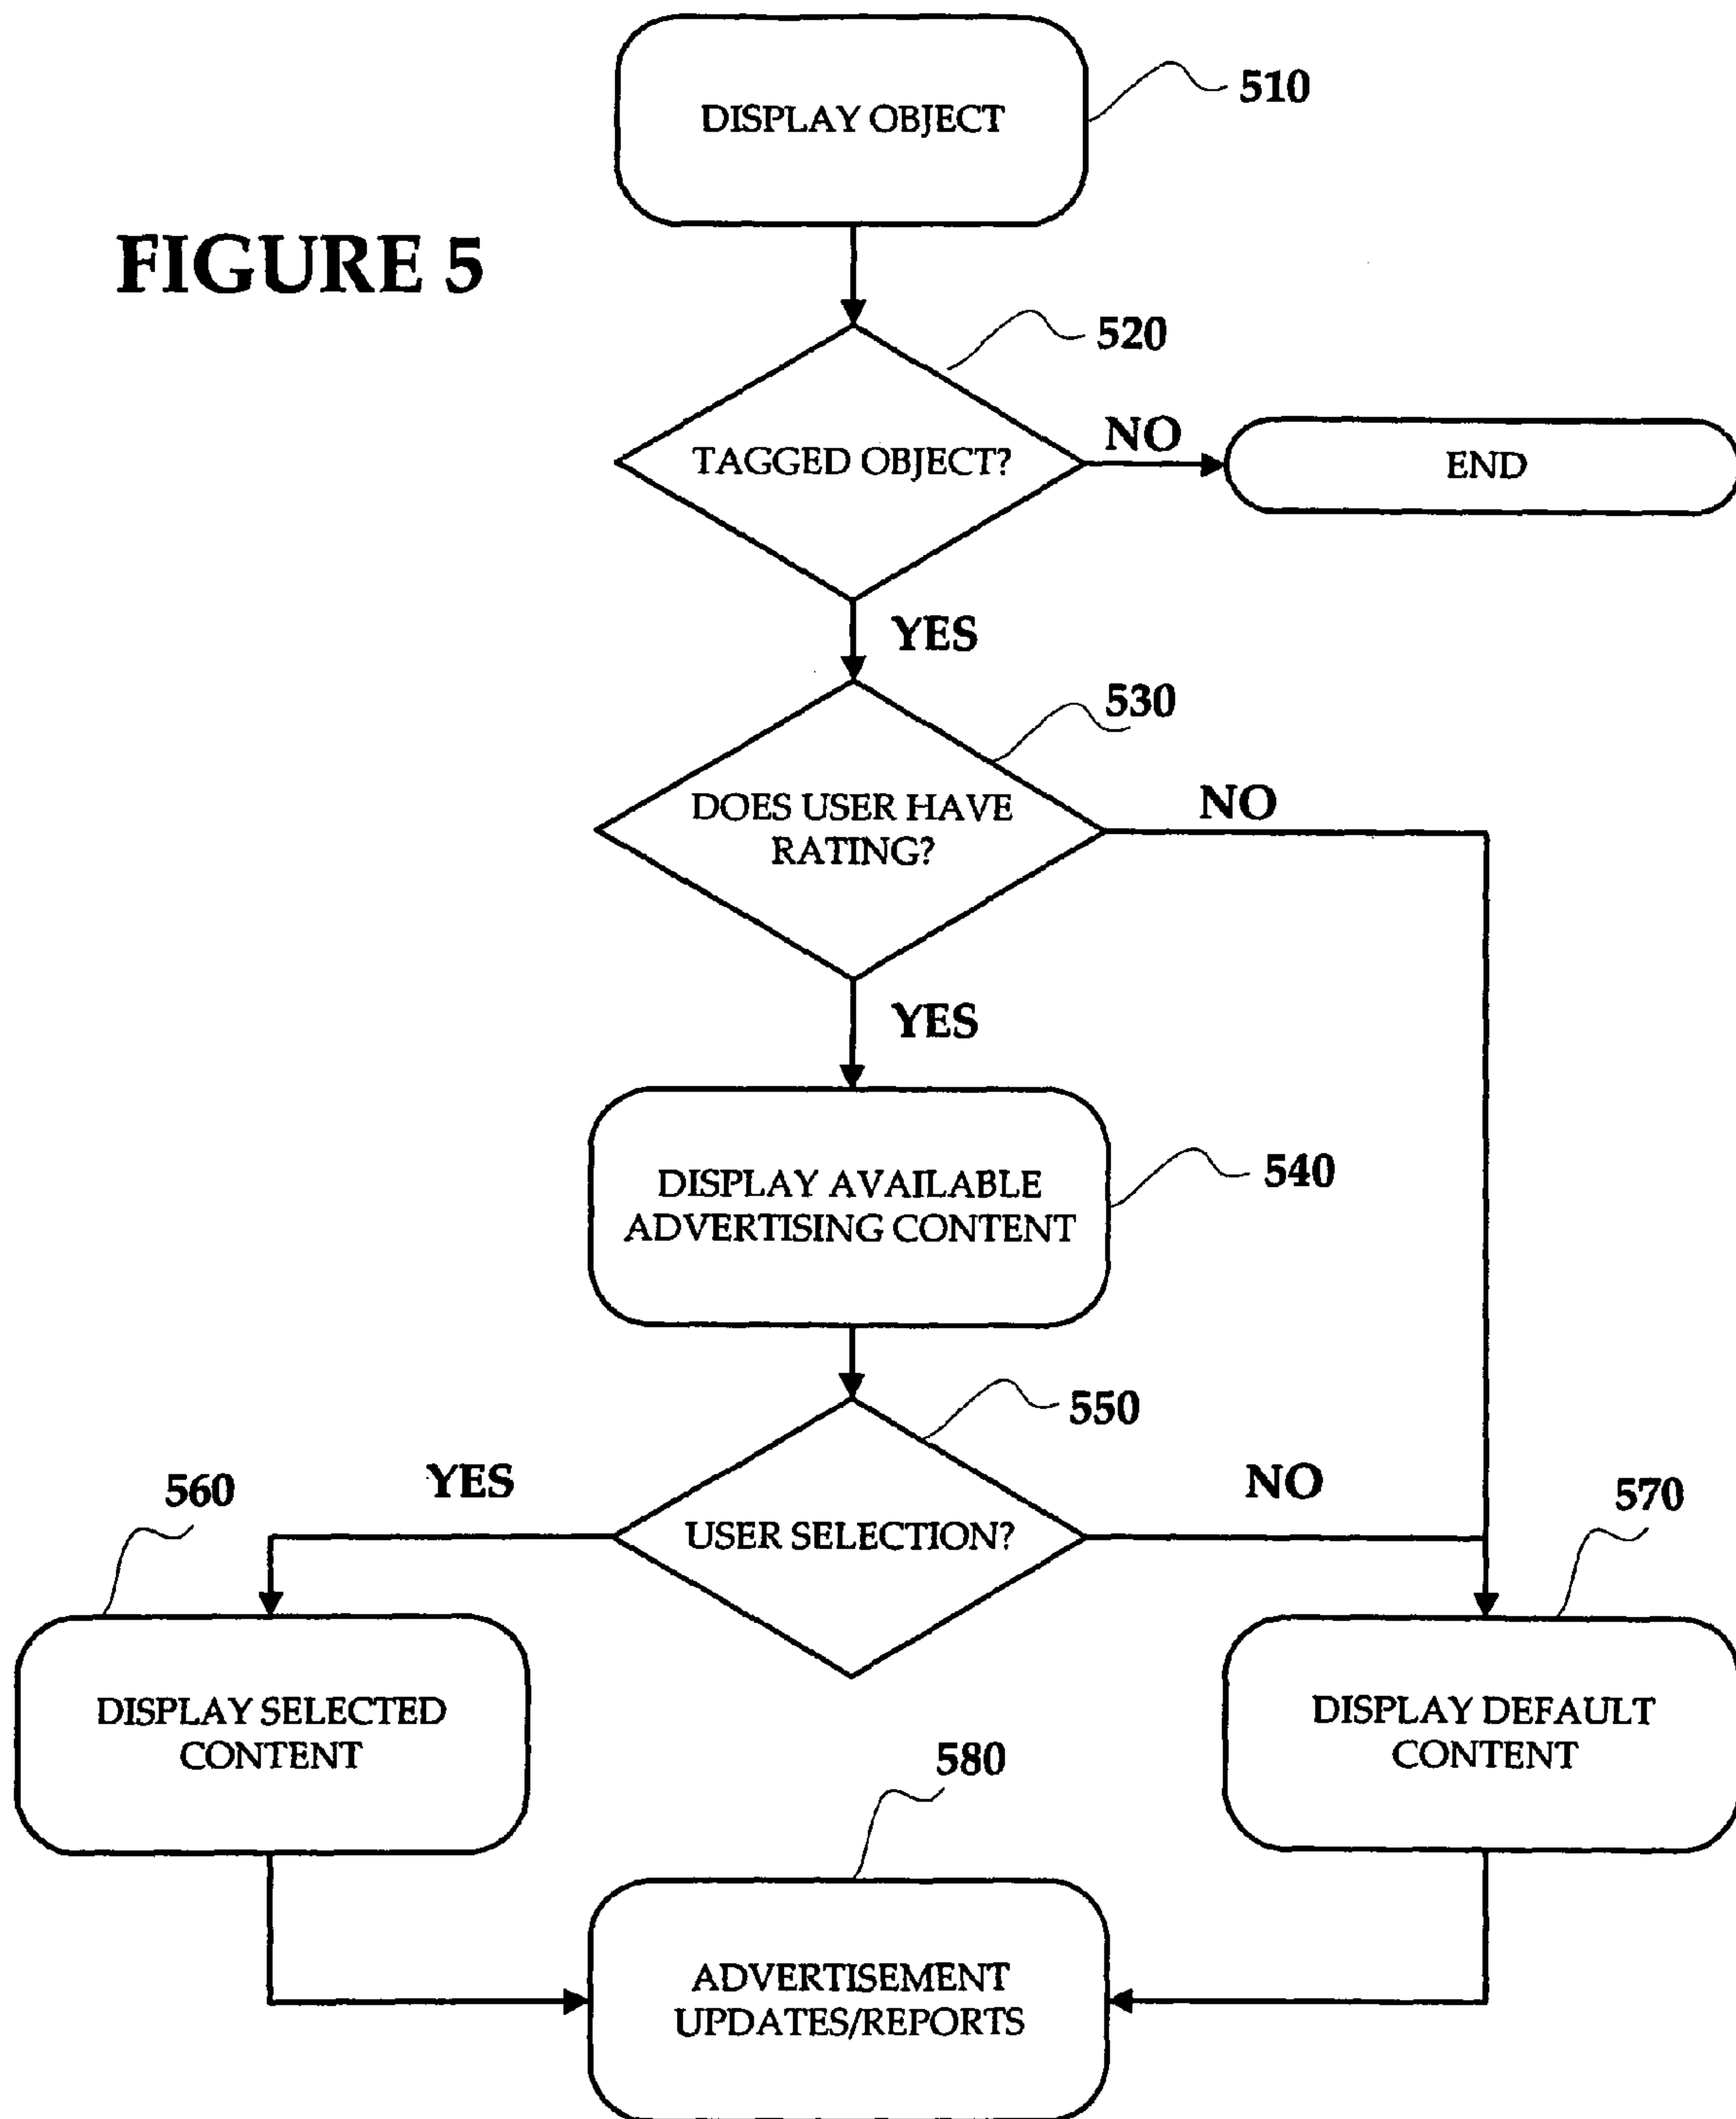 DISPLAY OBJECT
510
FIGURE 5
520
TAGGED OBJECT?
NO
END
YES
530
DOES USER HAVE
RATING?
NO
YES
DISPLAY AVAILABLE
ADVERTISING CONTENT
540
550
560
YES
USER SELECTION?
NO
570
DISPLAY SELECTED
CONTENT
DISPLAY DEFAULT
CONTENT
580
ADVERTISEMENT
UPDATES/REPORTS